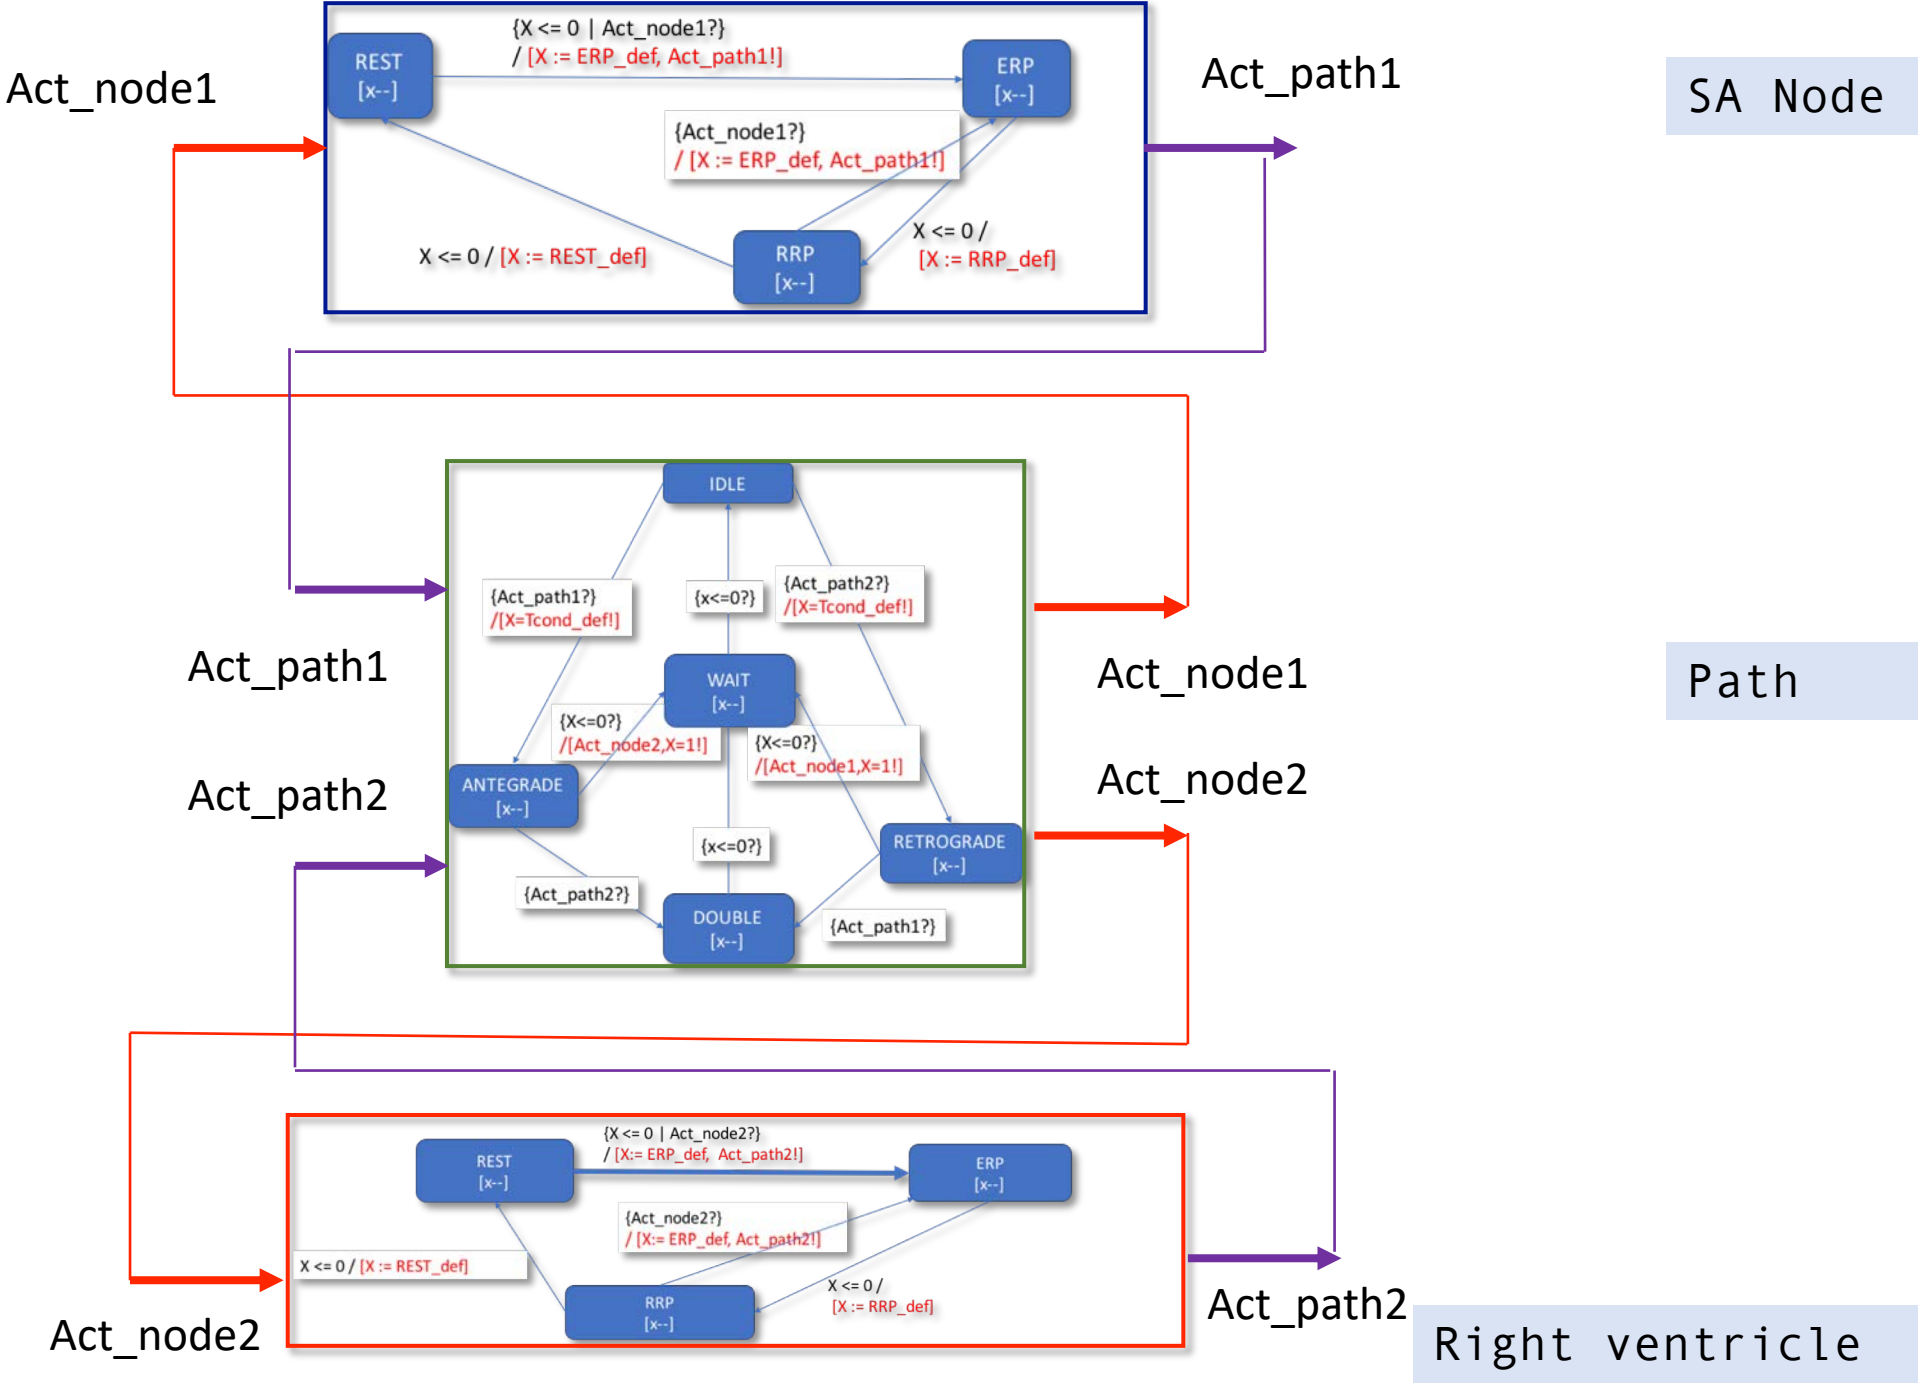 {X <= 0 | Act_node1?}
/ [X := ERP_def, Act_path1!]
REST
[x--]
ERP
[x--]
Act_node1
Act_path1
SA Node
{Act_node1?}
/ [X := ERP_def, Act_path1!]
X <= 0 / [X := REST_def]
RRP
[x--]
X <= 0 /
[X := RRP_def]
IDLE
{Act_path1?}
/[X=Tcond_def!]
{x<=0?}
{Act_path2?}
/[X=Tcond_def!]
Act_path1
WAIT
[x--]
Act_node1
Path
{X<=0?}
/[Act_node2,X=1!]
{X<=0?}
/[Act_node1,X=1!]
ANTEGRADE
[x--]
Act_path2
Act_node2
{x<=0?}
RETROGRADE
[x--]
{Act_path2?}
DOUBLE
[x--]
{Act_path1?}
{X <= 0 | Act_node2?}
/ [X:= ERP_def, Act_path2!]
REST
[x--]
ERP
[x--]
{Act_node2?}
/ [X:= ERP_def, Act_path2!]
X <= 0 / [X := REST_def]
RRP
[x--]
X <= 0 /
[X := RRP_def]
Act_node2
Act_path2
Right ventricle